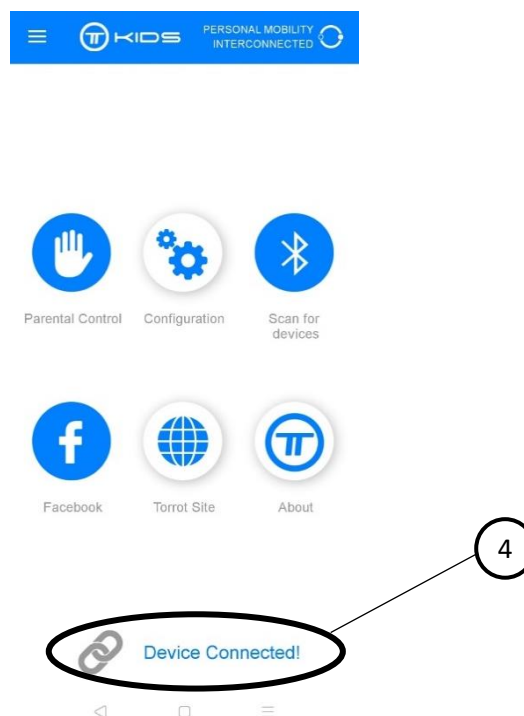 KIDS
PERSONAL MOBILITY
INTERCONNECTED
Parental Control
Configuration
Scan for
devices
Facebook
Torrot Site
About
4
Device Connected!